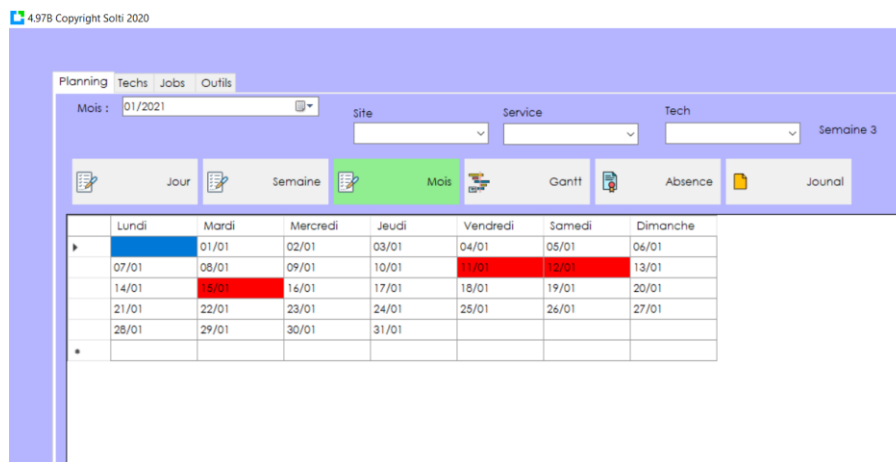 4.97B Copyright Solti 2020
Planning Techs Jobs Outils
Mois : 01/2021
Site Service Tech
Semaine 3
Jour Semaine Mois Gantt Absence Jounal
Lundi Mardi Mercredi Jeudi Vendredi Samedi Dimanche
01/01 02/01 03/01 04/01 05/01 06/01
07/01 08/01 09/01 10/01 11/01 12/01 13/01
14/01 15/01 16/01 17/01 18/01 19/01 20/01
21/01 22/01 23/01 24/01 25/01 26/01 27/01
28/01 29/01 30/01 31/01